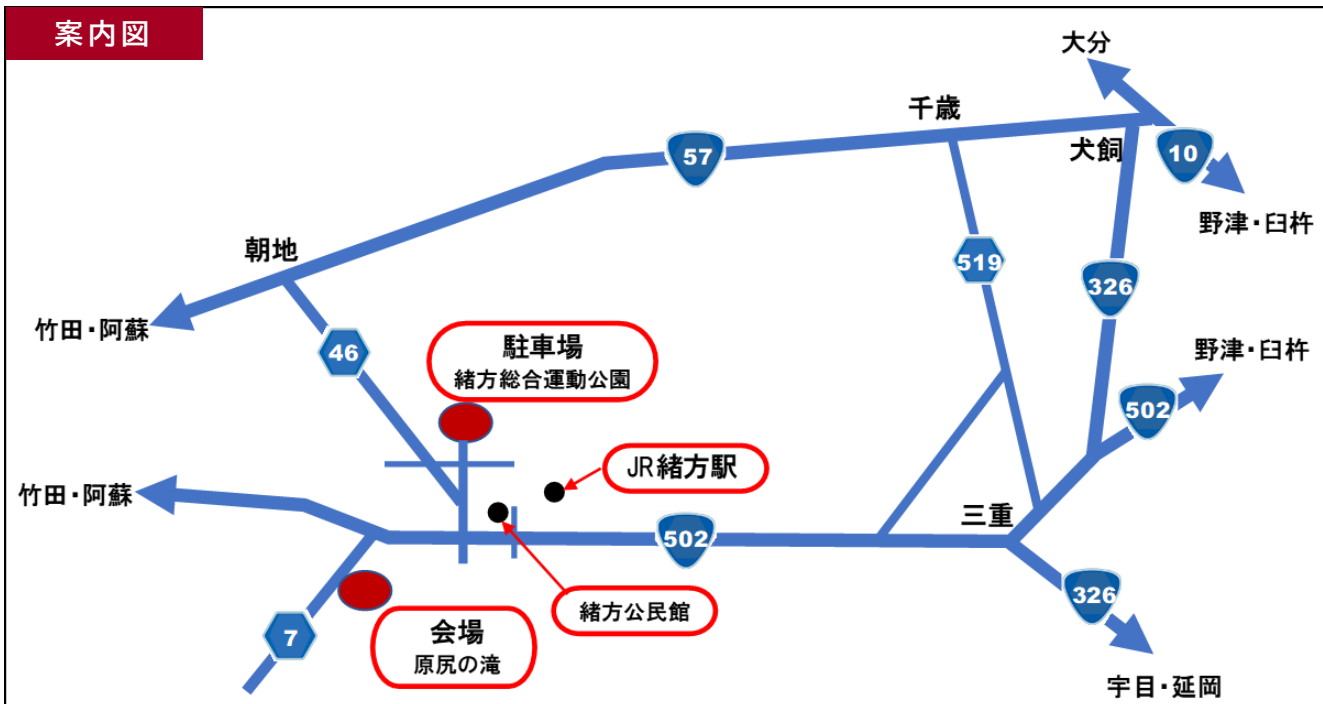 案内図
大分
千歳
犬飼
57
10
野津・臼杵
朝地
519
326
竹田・阿蘇
46
駐車場
緒方総合運動公園
野津・臼杵
502
JR緒方駅
竹田・阿蘇
三重
502
緒方公民館
326
7
会場
原尻の滝
宇目・延岡